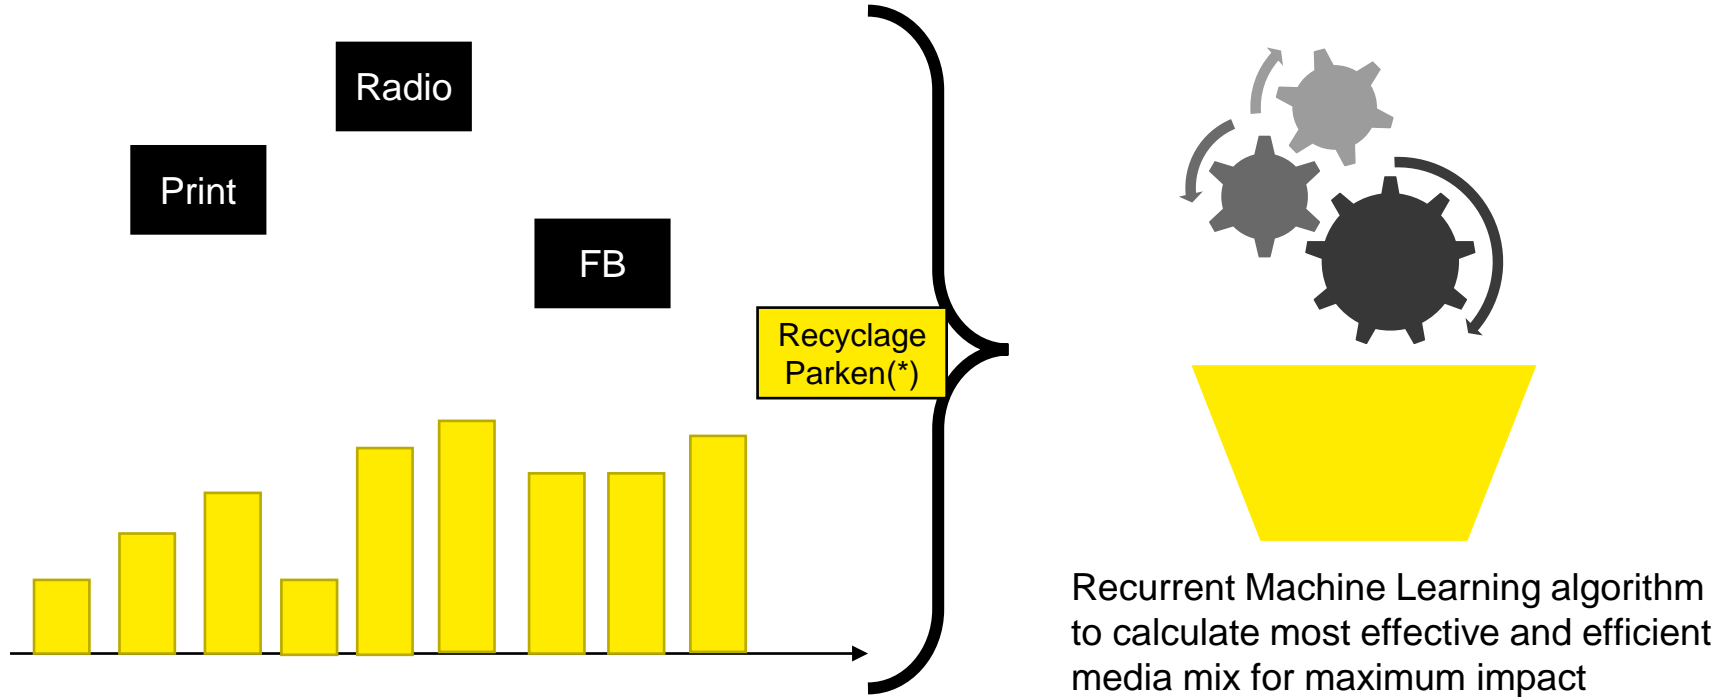 Radio
Print
FB
Recyclage
Parken(*)
Recurrent Machine Learning algorithm
to calculate most effective and efficient
media mix for maximum impact